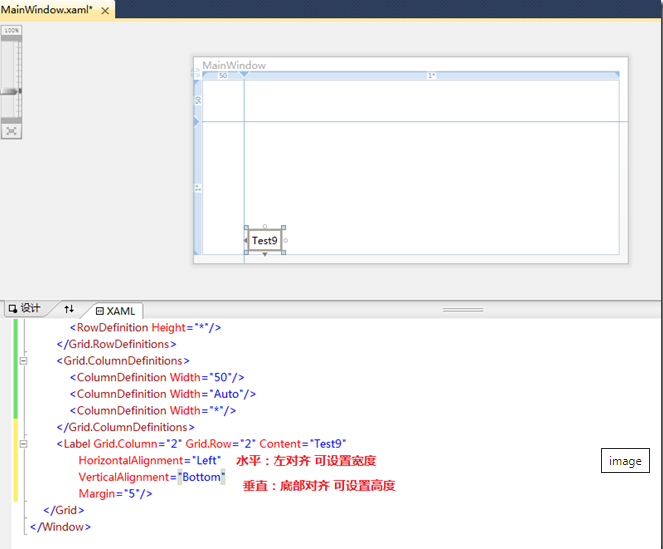 MainWindow.xaml*
100%
MainWindow
50
1*
50
1*
Test9
设计
XAML
<RowDefinition Height="*"/>
</Grid.RowDefinitions>
<Grid.ColumnDefinitions>
<ColumnDefinition Width="50"/>
<ColumnDefinition Width="Auto"/>
<ColumnDefinition Width="*"/>
</Grid.ColumnDefinitions>
<Label Grid.Column="2" Grid.Row="2" Content="Test9"
HorizontalAlignment="Left" 水平：左对齐 可设置宽度
VerticalAlignment="Bottom"
垂直：底部对齐 可设置高度
Margin="5"/>
</Grid>
</Window>
image